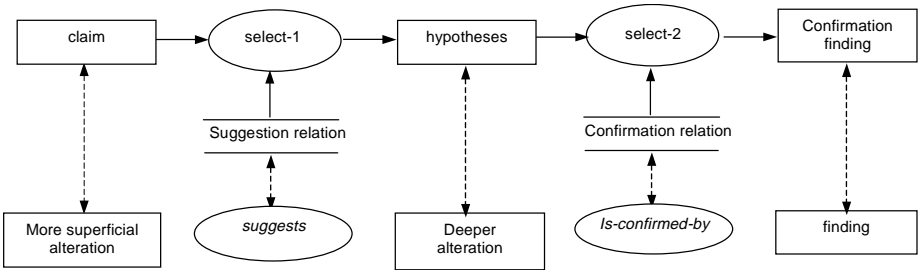 claim
select-1
hypotheses
select-2
Confirmation
finding
Suggestion relation
Confirmation relation
More superficial
alteration
suggests
Deeper
alteration
Is-confirmed-by
finding